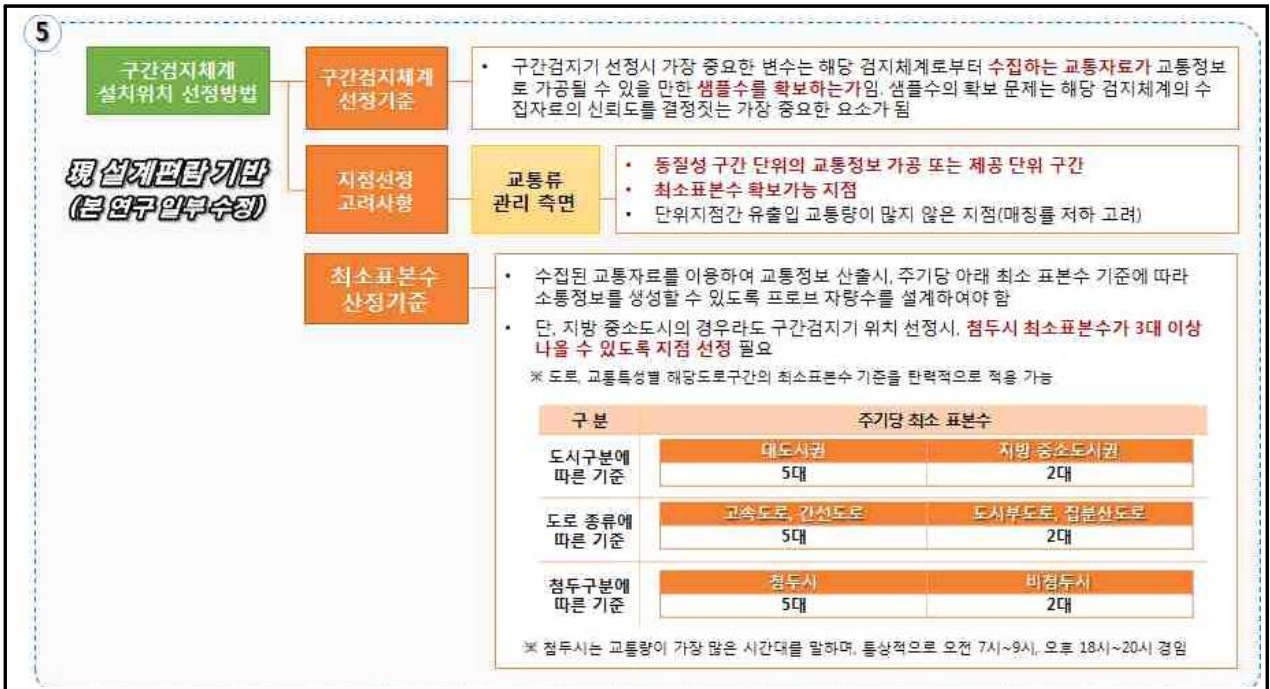 5
구간검지체계
설치위치 선정방법
現 설계편람 기반
(본 연구 일부 수정)
구간검지체계
선정기준
• 구간검지기 선정시 가장 중요한 변수는 해당 검지체계로부터 수집하는 교통자료가 교통정보
로 가공될 수 있을 만한 샘플수를 확보하는가임. 샘플수의 확보 문제는 해당 검지체계의 수
집자료의 신뢰도를 결정짓는 가장 중요한 요소가 됨
지점선정
고려사항
교통류
관리 측면
• 동질성 구간 단위의 교통정보 가공 또는 제공 단위 구간
• 최소표본수 확보가능 지점
• 단위지점간 유출입 교통량이 많지 않은 지점(매칭률 저하 고려)
최소표본수
산정기준
• 수집된 교통자료를 이용하여 교통정보 산출시, 주기당 아래 최소 표본수 기준에 따라
소통정보를 생성할 수 있도록 프로브 차량수를 설계하여야 함
• 단, 지방 중소도시의 경우라도 구간검지기 위치 선정시, 첨두시 최소표본수가 3대 이상
나올 수 있도록 지점 선정 필요
※ 도로, 교통특성별 해당도로구간의 최소표본수 기준을 탄력적으로 적용 가능
구 분 주기당 최소 표본수
도시구분에
따른 기준
대도시권 지방 중소도시권
5대 2대
도로 종류에
따른 기준
고속도로, 간선도로 도시부도로, 집분산도로
5대 2대
첨두구분에
따른 기준
첨두시 비첨두시
5대 2대
※ 첨두시는 교통량이 가장 많은 시간대를 말하며, 통상적으로 오전 7시~9시, 오후 18시~20시 경임